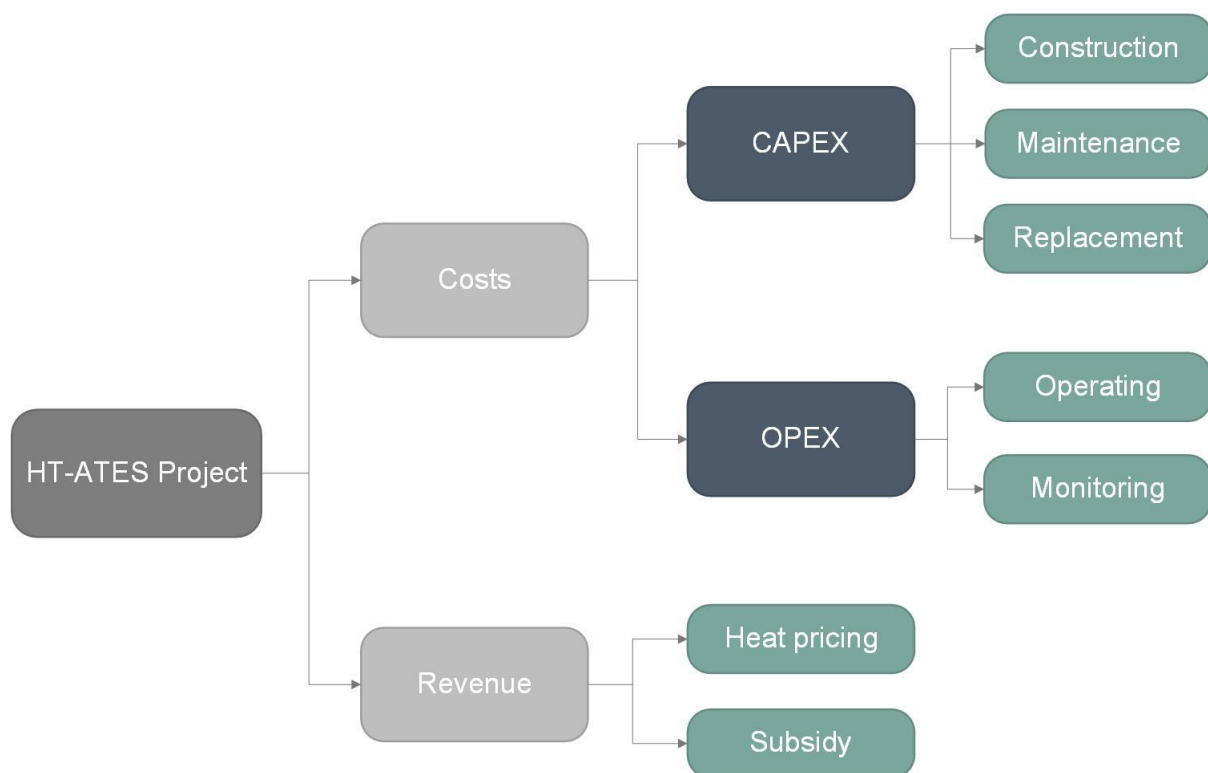 HT-ATES Project
Costs
CAPEX
Construction
Maintenance
Replacement
OPEX
Operating
Monitoring
Revenue
Heat pricing
Subsidy